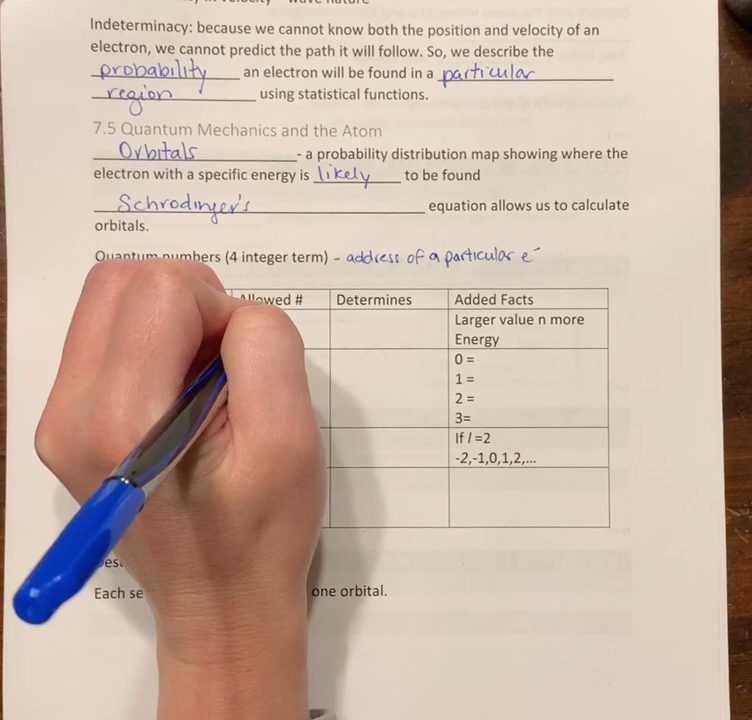 Indeterminacy: because we cannot know both the position and velocity of an
electron, we cannot predict the path it will follow. So, we describe the
probability an electron will be found in a particular
region using statistical functions.
7.5 Quantum Mechanics and the Atom
Orbitals - a probability distribution map showing where the
electron with a specific energy is likely to be found
Schrodinger's equation allows us to calculate
orbitals.
Quantum numbers (4 integer term) - address of a particular e⁻
Allowed # Determines Added Facts
Larger value n more
Energy
0 =
1 =
2 =
3=
If l =2
-2,-1,0,1,2,...
Each se one orbital.